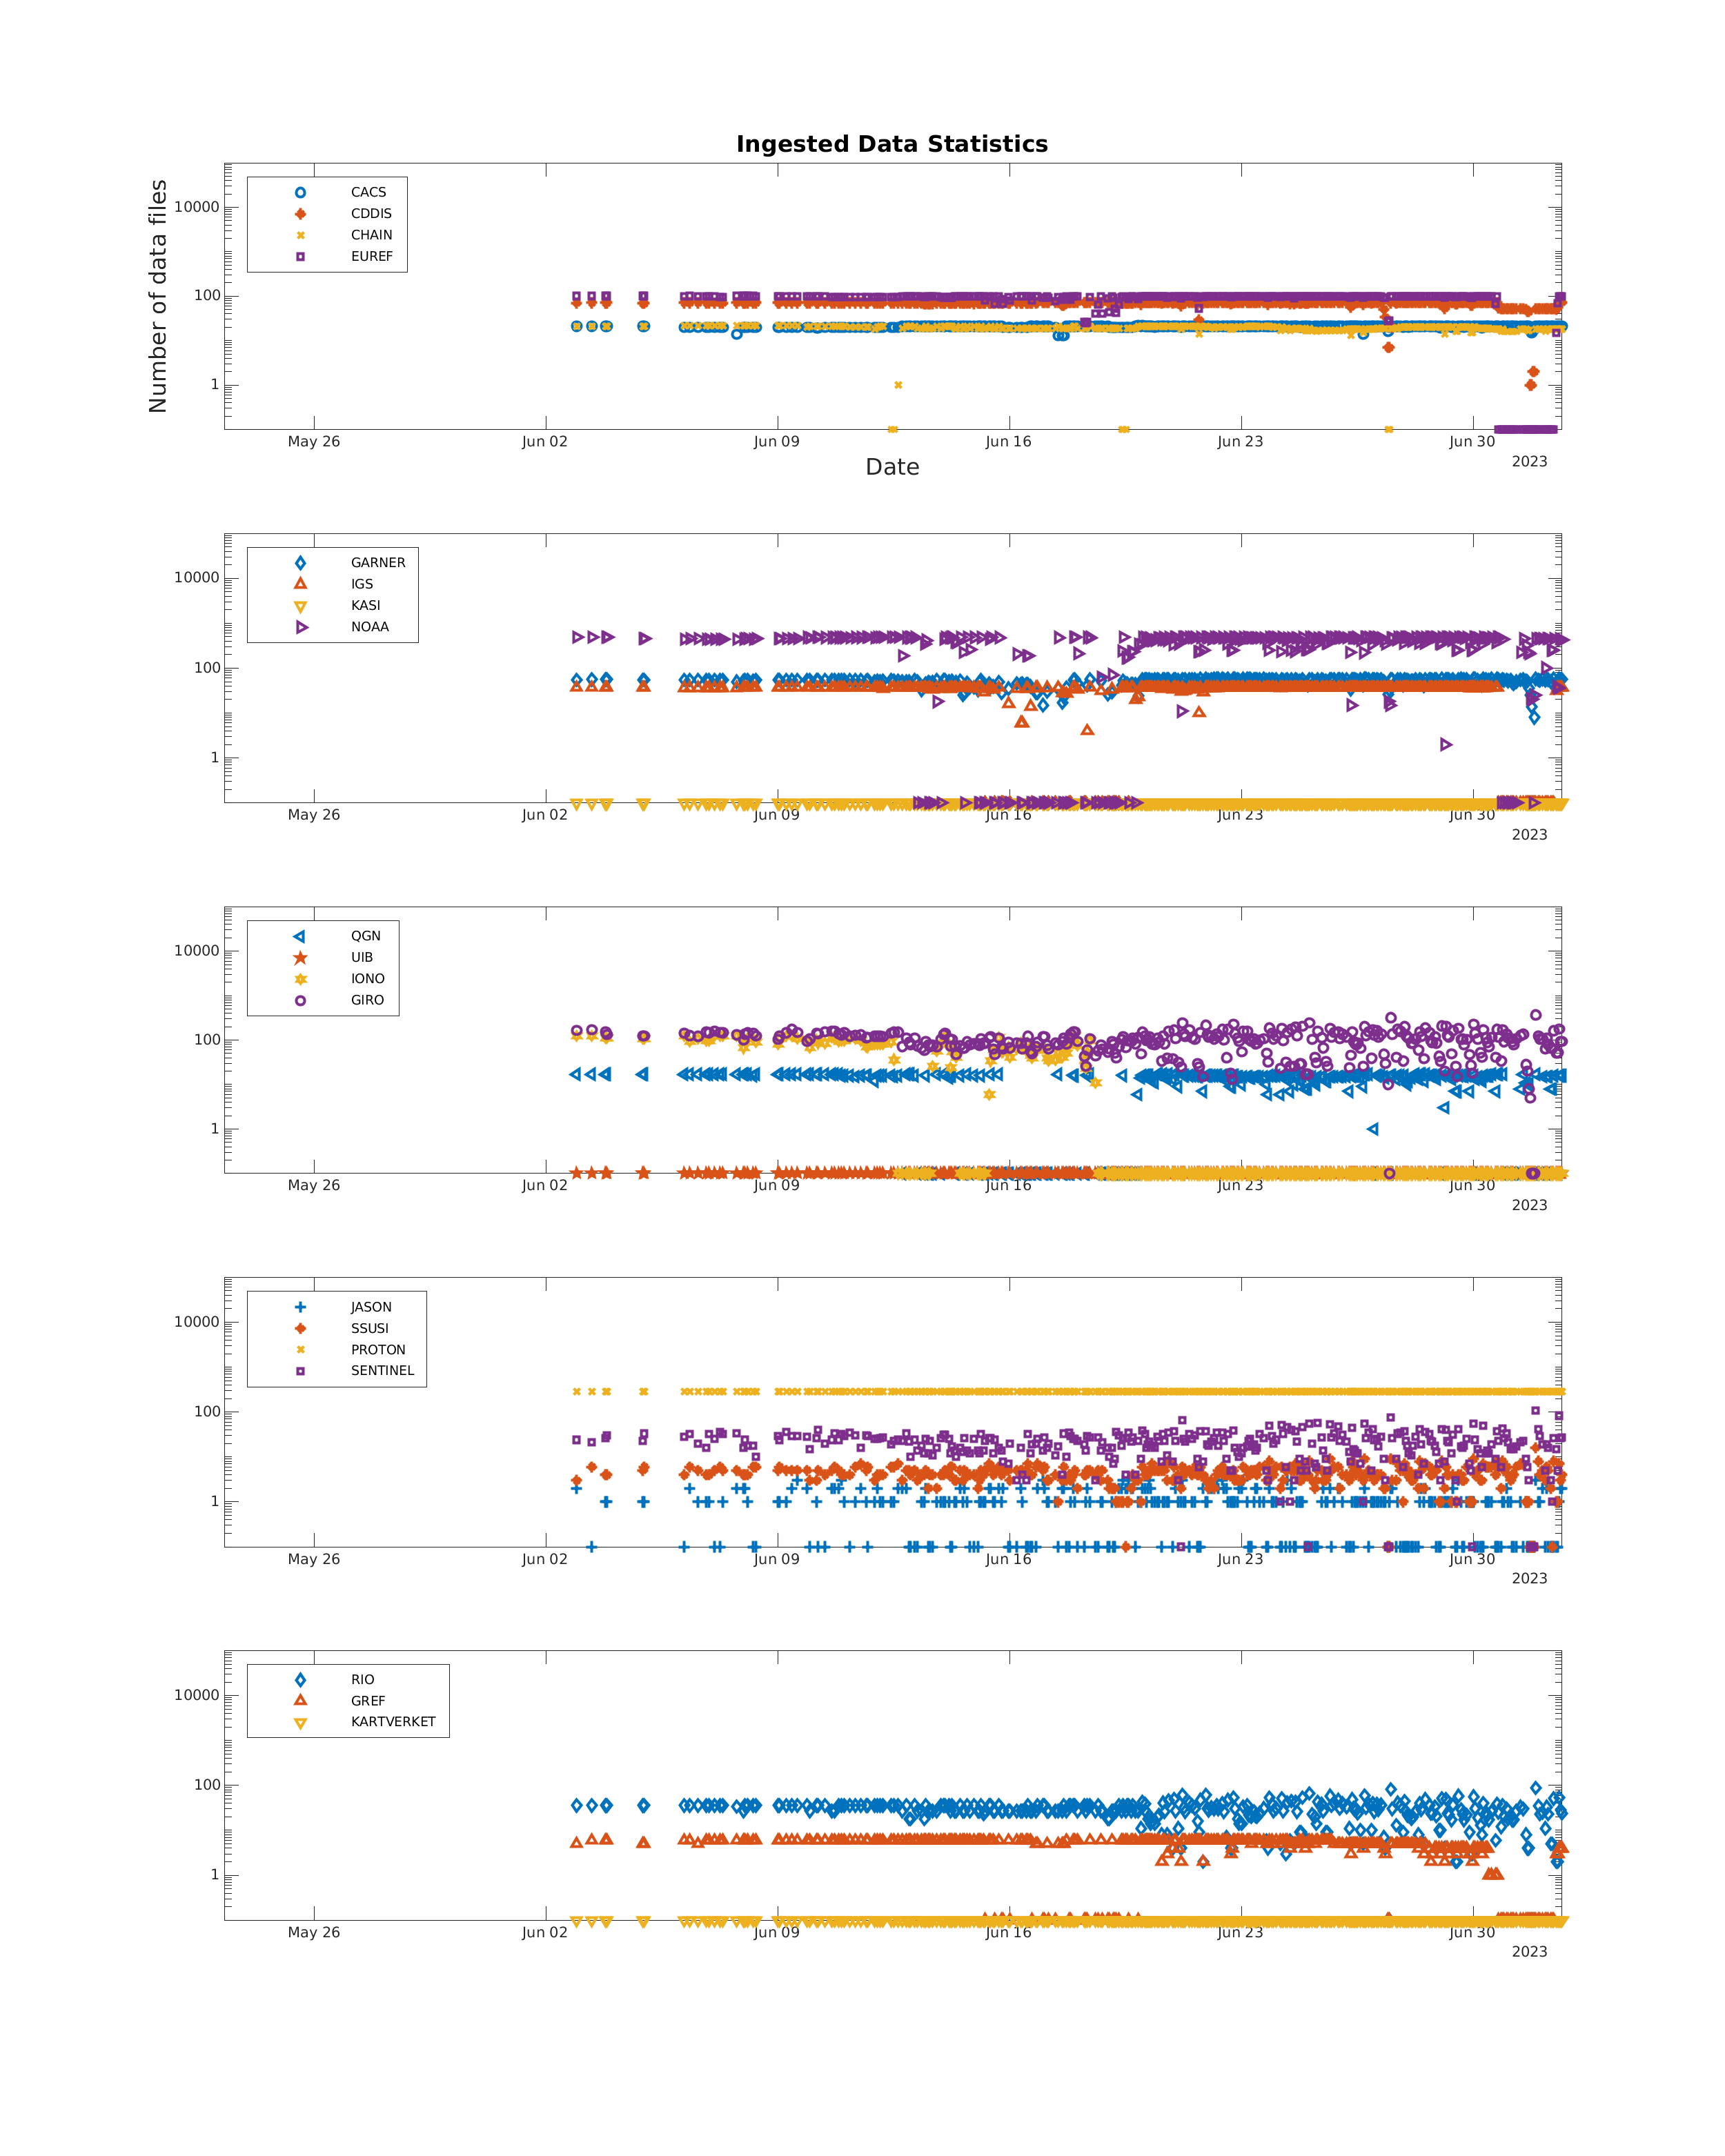 Ingested Data Statistics
Number of data files
CACS
CDDIS
CHAIN
EUREF
10000
100
1
May 26 Jun 02 Jun 09 Jun 16 Jun 23 Jun 30
2023
Date
GARNER
IGS
KASI
NOAA
10000
100
1
May 26 Jun 02 Jun 09 Jun 16 Jun 23 Jun 30
2023
QGN
UIB
IONO
GIRO
10000
100
1
May 26 Jun 02 Jun 09 Jun 16 Jun 23 Jun 30
2023
JASON
SSUSI
PROTON
SENTINEL
10000
100
1
May 26 Jun 02 Jun 09 Jun 16 Jun 23 Jun 30
2023
RIO
GREF
KARTVERKET
10000
100
1
May 26 Jun 02 Jun 09 Jun 16 Jun 23 Jun 30
2023